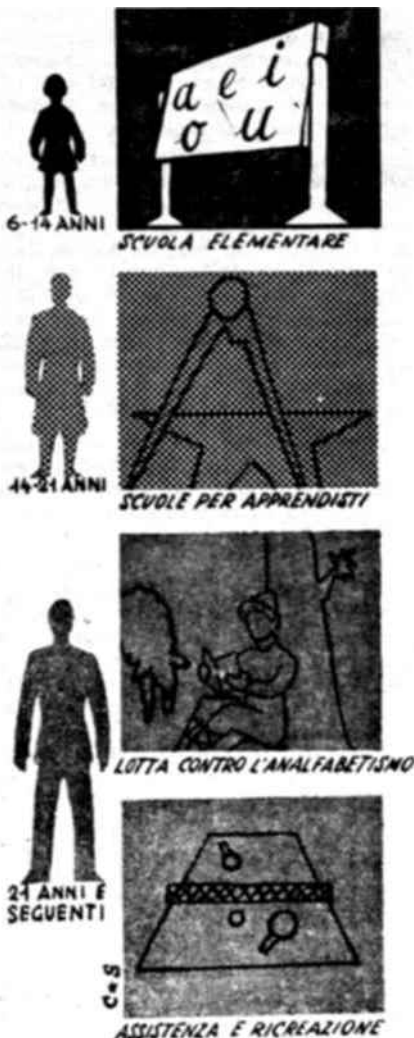 a e i
o u
6-14 ANNI
SCUOLA ELEMENTARE
14-21 ANNI
SCUOLE PER APPRENDISTI
LOTTA CONTRO L'ANALFABETISMO
21 ANNI E
SEGUENTI
C+S
ASSISTENZA E RICREAZIONE